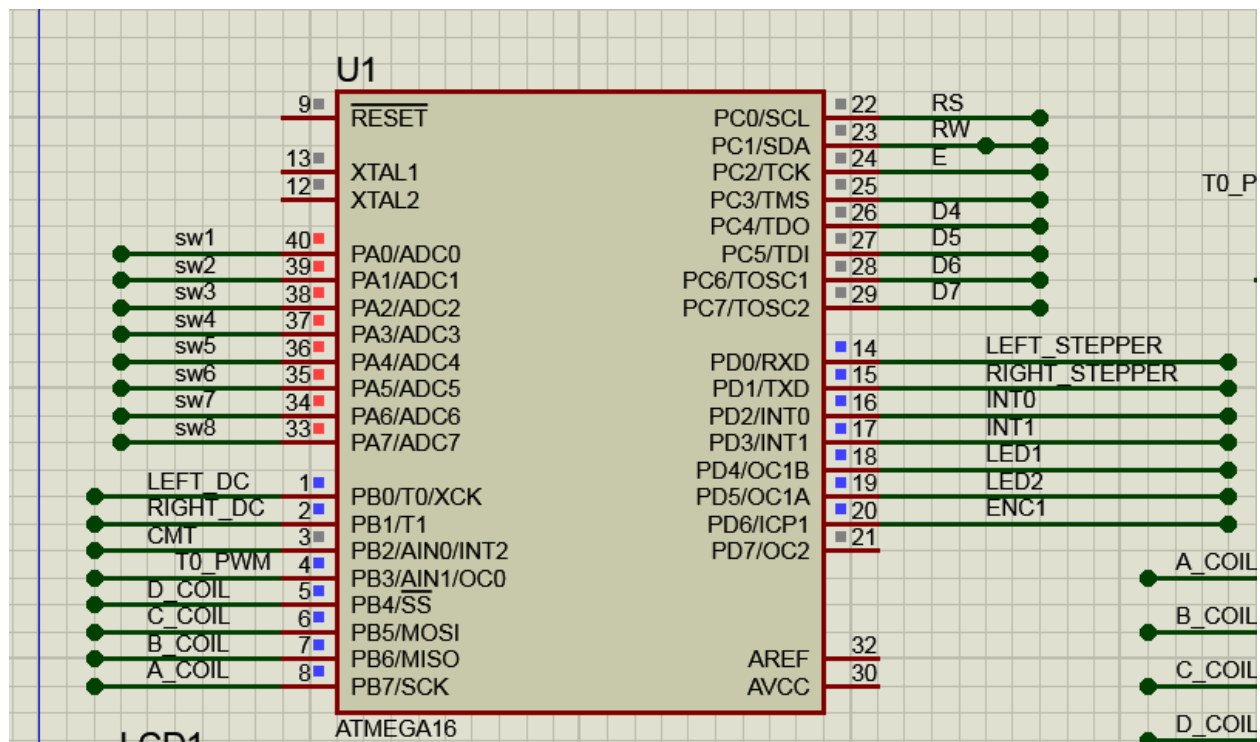 U1
9 RESET
13 XTAL1
12 XTAL2
sw1 40 PA0/ADC0
sw2 39 PA1/ADC1
sw3 38 PA2/ADC2
sw4 37 PA3/ADC3
sw5 36 PA4/ADC4
sw6 35 PA5/ADC5
sw7 34 PA6/ADC6
sw8 33 PA7/ADC7
LEFT_DC 1 PB0/T0/XCK
RIGHT_DC 2 PB1/T1
CMT 3 PB2/AIN0/INT2
T0_PWM 4 PB3/AIN1/OC0
D_COIL 5 PB4/SS
C_COIL 6 PB5/MOSI
B_COIL 7 PB6/MISO
A_COIL 8 PB7/SCK
PC0/SCL 22 RS
PC1/SDA 23 RW
PC2/TCK 24 E
PC3/TMS 25
PC4/TDO 26 D4
PC5/TDI 27 D5
PC6/TOSC1 28 D6
PC7/TOSC2 29 D7
PD0/RXD 14 LEFT_STEPPER
PD1/TXD 15 RIGHT_STEPPER
PD2/INT0 16 INT0
PD3/INT1 17 INT1
PD4/OC1B 18 LED1
PD5/OC1A 19 LED2
PD6/ICP1 20 ENC1
PD7/OC2 21
AREF 32
AVCC 30
ATMEGA16
LCD1
T0_P
A_COIL
B_COIL
C_COIL
D_COIL